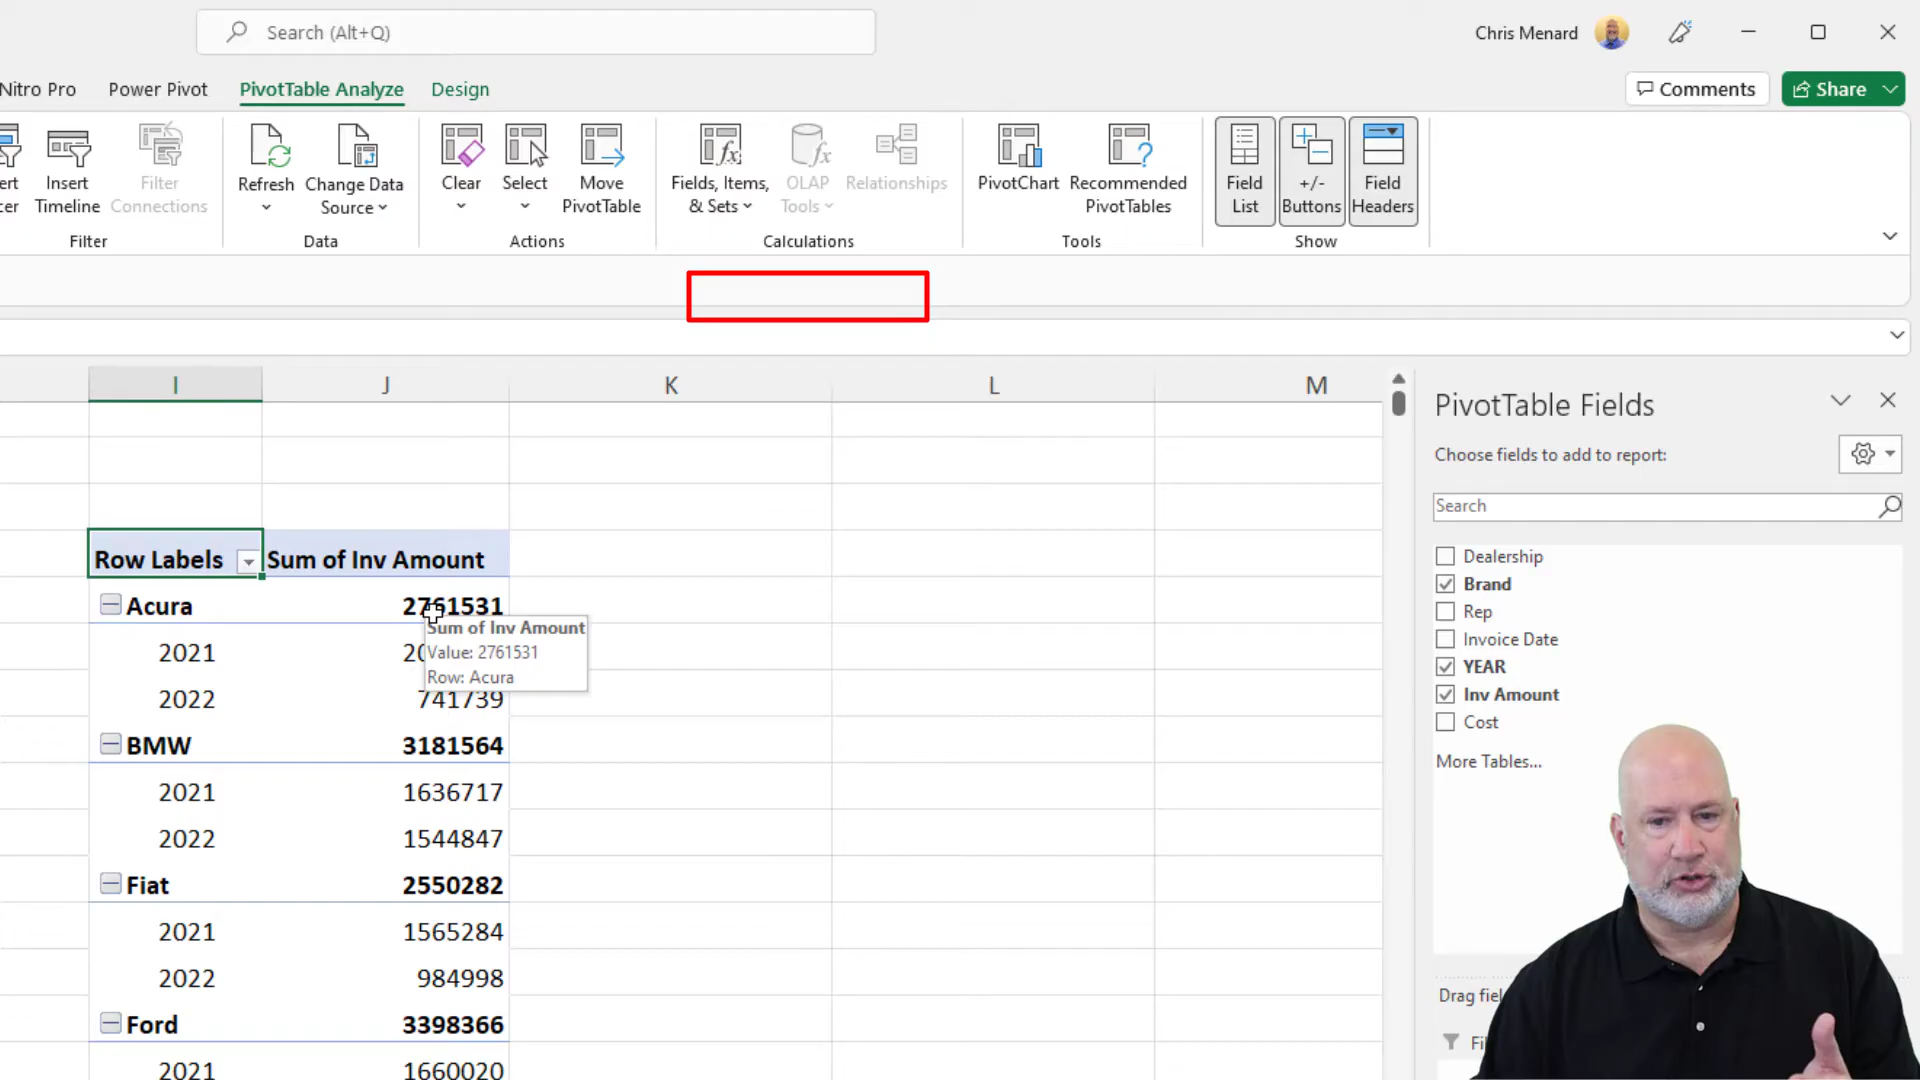 Search (Alt+Q)
Chris Menard
Nitro Pro
Power Pivot
PivotTable Analyze
Design
Comments
Share
Insert Timeline
Filter Connections
Refresh
Change Data Source
Clear
Select
Move PivotTable
Fields, Items, & Sets
OLAP Tools
Relationships
PivotChart
Recommended PivotTables
Field List
+/- Buttons
Field Headers
Filter
Data
Actions
Calculations
Tools
Show
I J K L M
Row Labels Sum of Inv Amount
Acura 2761531
2021
2022 741739
BMW 3181564
2021 1636717
2022 1544847
Fiat 2550282
2021 1565284
2022 984998
Ford 3398366
2021 1660020
Sum of Inv Amount
Value: 2761531
Row: Acura
PivotTable Fields
Choose fields to add to report:
Search
Dealership
Brand
Rep
Invoice Date
YEAR
Inv Amount
Cost
More Tables...
Drag